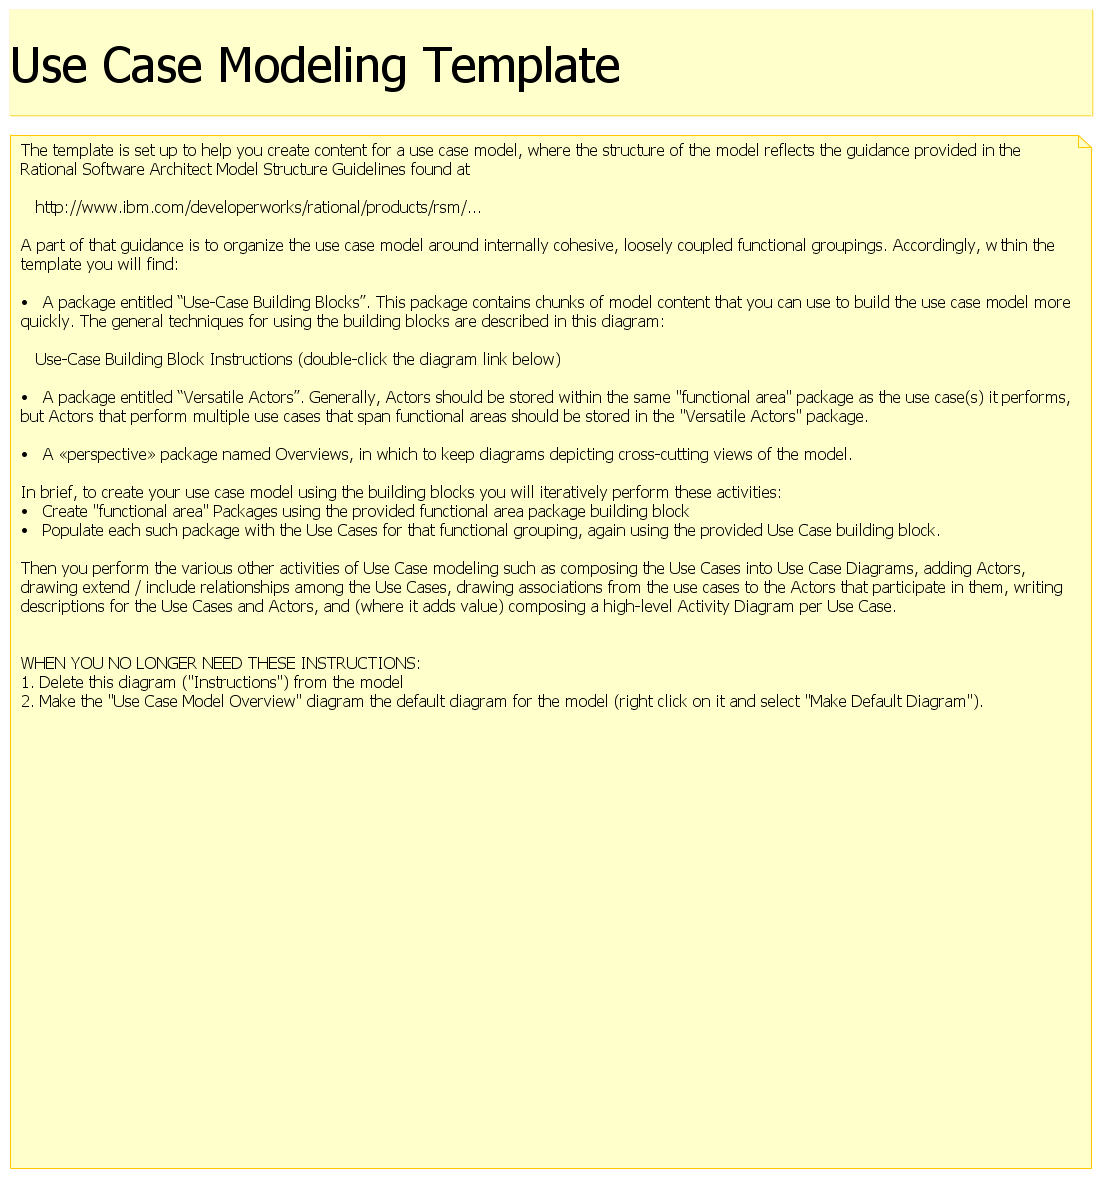 Use Case Modeling Template
The template is set up to help you create content for a use case model, where the structure of the model reflects the guidance provided in the
Rational Software Architect Model Structure Guidelines found at
http://www.ibm.com/developerworks/rational/products/rsm/...
A part of that guidance is to organize the use case model around internally cohesive, loosely coupled functional groupings. Accordingly, within the
template you will find:
• A package entitled “Use-Case Building Blocks”. This package contains chunks of model content that you can use to build the use case model more
quickly. The general techniques for using the building blocks are described in this diagram:
Use-Case Building Block Instructions (double-click the diagram link below)
• A package entitled “Versatile Actors”. Generally, Actors should be stored within the same "functional area" package as the use case(s) it performs,
but Actors that perform multiple use cases that span functional areas should be stored in the "Versatile Actors" package.
• A «perspective» package named Overviews, in which to keep diagrams depicting cross-cutting views of the model.
In brief, to create your use case model using the building blocks you will iteratively perform these activities:
• Create "functional area" Packages using the provided functional area package building block
• Populate each such package with the Use Cases for that functional grouping, again using the provided Use Case building block.
Then you perform the various other activities of Use Case modeling such as composing the Use Cases into Use Case Diagrams, adding Actors,
drawing extend / include relationships among the Use Cases, drawing associations from the use cases to the Actors that participate in them, writing
descriptions for the Use Cases and Actors, and (where it adds value) composing a high-level Activity Diagram per Use Case.
WHEN YOU NO LONGER NEED THESE INSTRUCTIONS:
1. Delete this diagram ("Instructions") from the model
2. Make the "Use Case Model Overview" diagram the default diagram for the model (right click on it and select "Make Default Diagram").